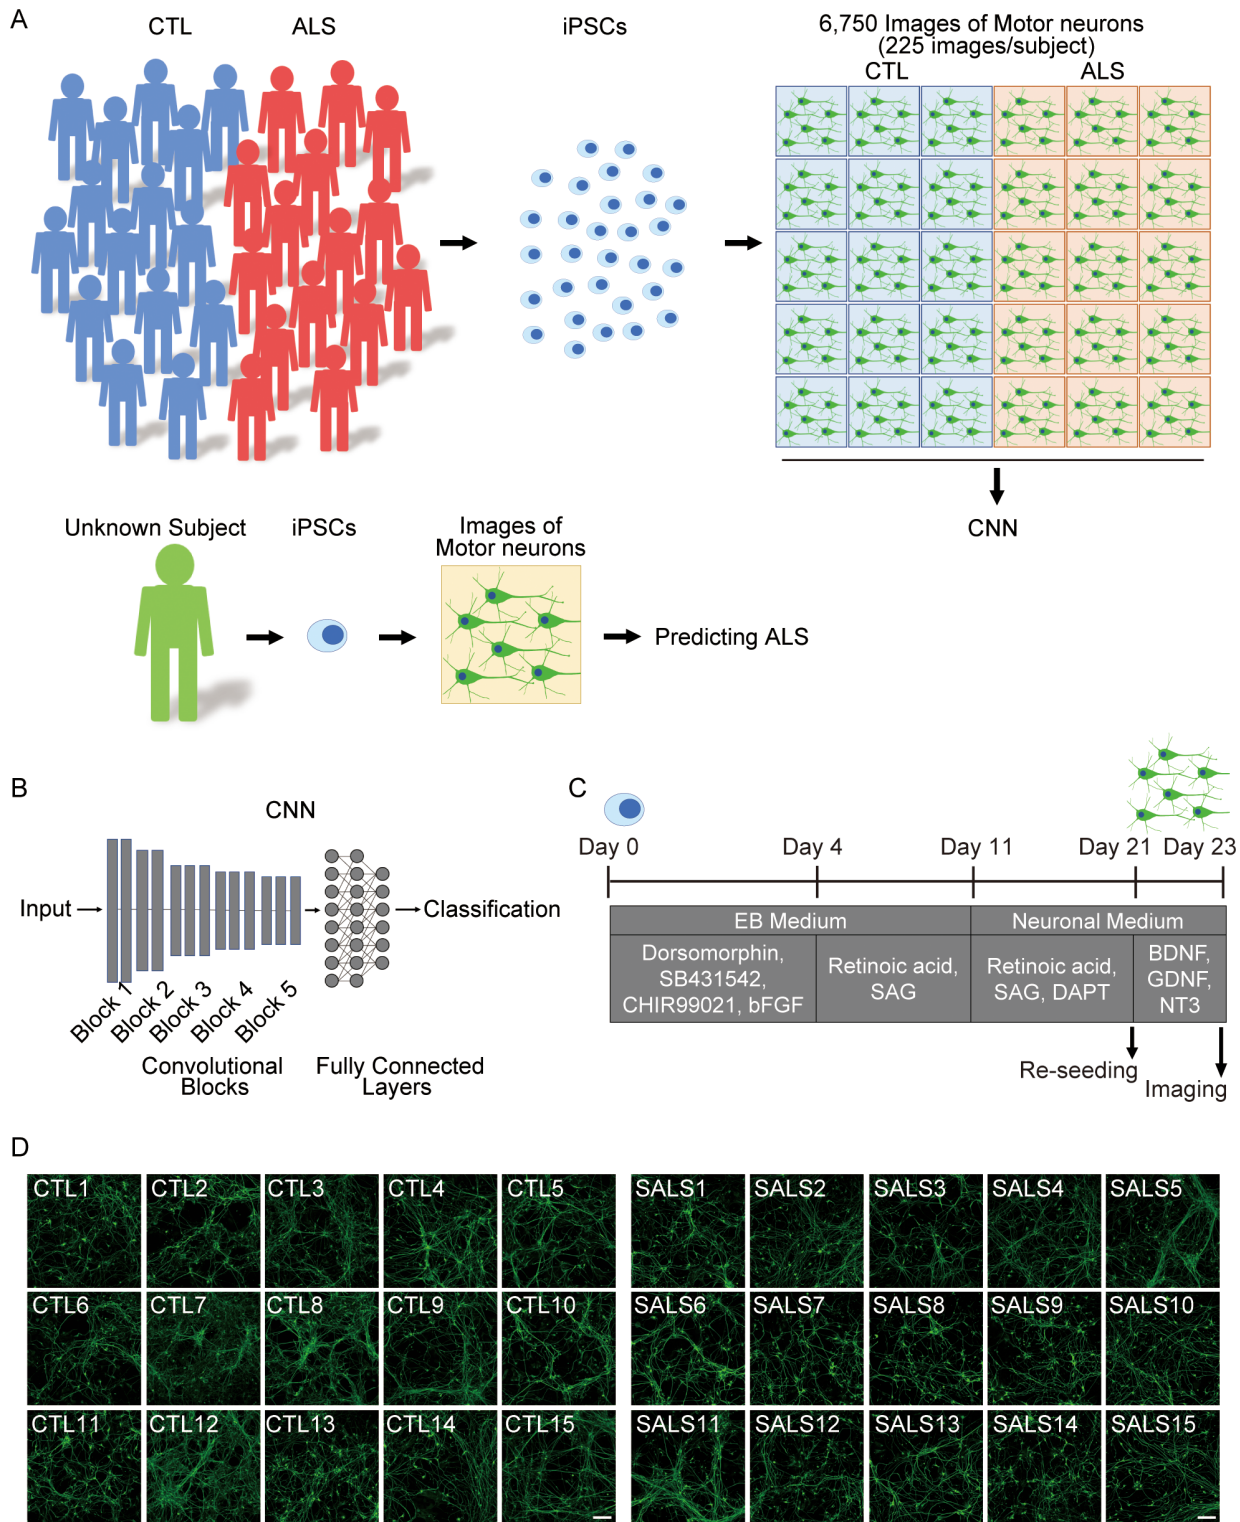 A
CTL
ALS
iPSCs
6,750 Images of Motor neurons
(225 images/subject)
CTL
ALS
CNN
Unknown Subject
iPSCs
Images of
Motor neurons
Predicting ALS
B
CNN
Input
Classification
Block 1
Block 2
Block 3
Block 4
Block 5
Convolutional
Blocks
Fully Connected
Layers
C
Day 0
Day 4
Day 11
Day 21
Day 23
EB Medium
Neuronal Medium
Dorsomorphin,
SB431542,
CHIR99021, bFGF
Retinoic acid,
SAG
Retinoic acid,
SAG, DAPT
BDNF,
GDNF,
NT3
Re-seeding
Imaging
D
CTL1
CTL2
CTL3
CTL4
CTL5
SALS1
SALS2
SALS3
SALS4
SALS5
CTL6
CTL7
CTL8
CTL9
CTL10
SALS6
SALS7
SALS8
SALS9
SALS10
CTL11
CTL12
CTL13
CTL14
CTL15
SALS11
SALS12
SALS13
SALS14
SALS15